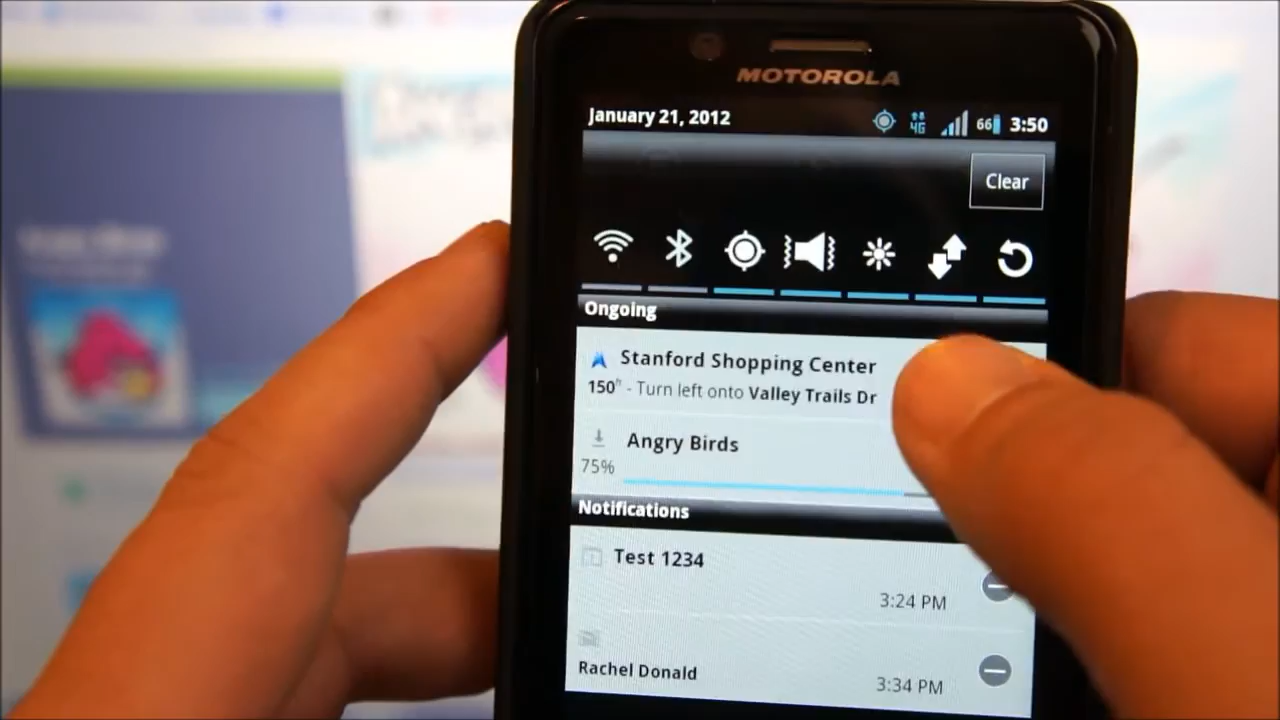 MOTOROLA
January 21, 2012
4G 66 3:50
Clear
Ongoing
Stanford Shopping Center
150ft - Turn left onto Valley Trails Dr
Angry Birds
75%
Notifications
Test 1234
3:24 PM
Rachel Donald
3:34 PM